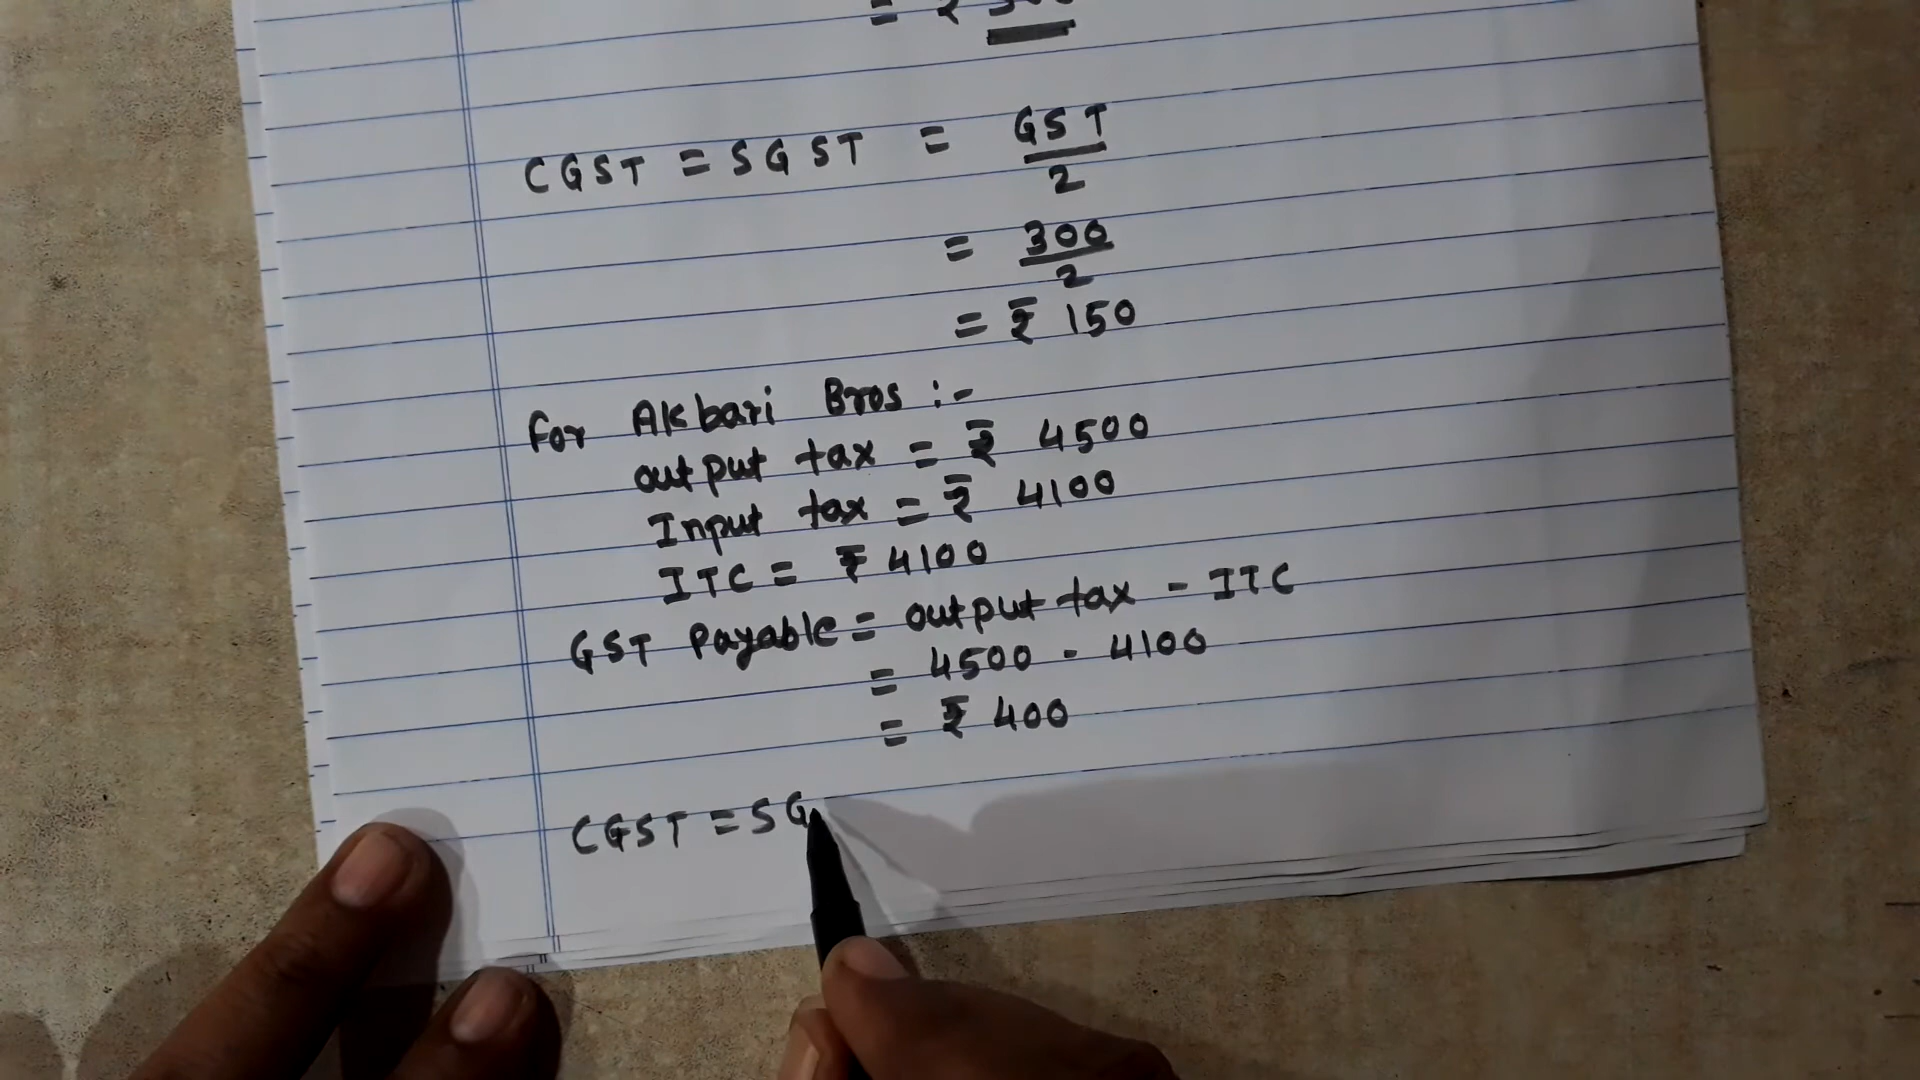 = ₹
CGST = SGST = GST
2
= 300
2
= ₹ 150
For Akbari Bros :-
output tax = ₹ 4500
Input tax = ₹ 4100
ITC = ₹ 4100
GST Payable = output tax - ITC
= 4500 - 4100
= ₹ 400
CGST = SG